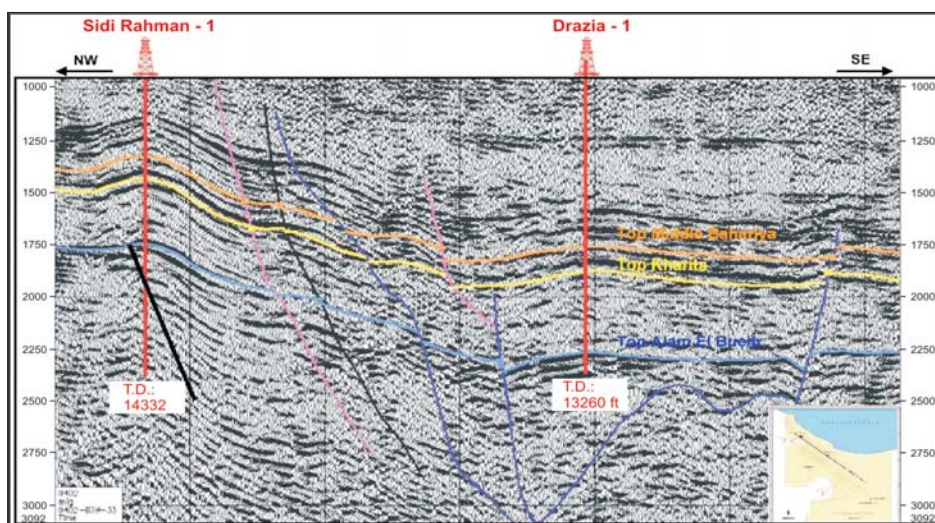 Sidi Rahman - 1
Drazia - 1
NW
SE
1000
1000
1250
1250
1500
1500
1750
1750
2000
2000
2250
2250
2500
2500
2750
2750
3000
3000
3092
3092
Top Middle Bahariya
Top Kharita
Top Alam El Bueib
T.D.:
14332
T.D.:
13260 ft
mig
Time